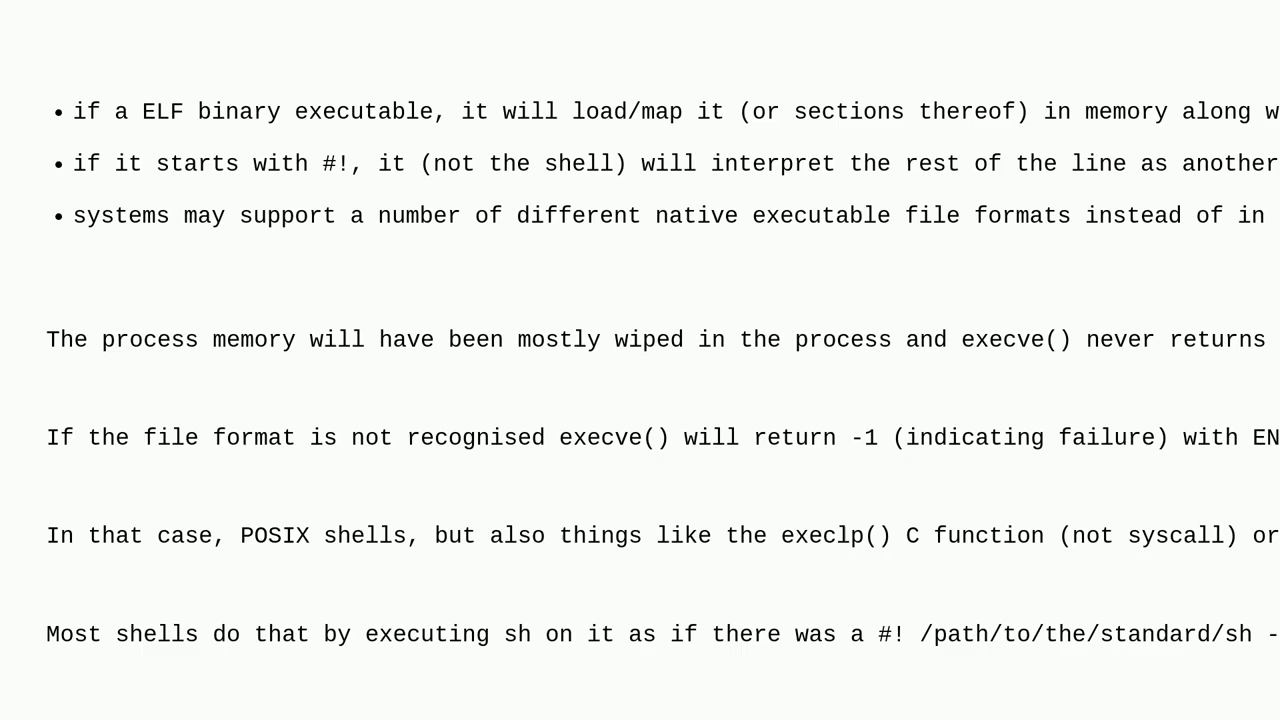 • if a ELF binary executable, it will load/map it (or sections thereof) in memory along
• if it starts with #!, it (not the shell) will interpret the rest of the line as another
• systems may support a number of different native executable file formats instead of in
The process memory will have been mostly wiped in the process and execve() never returns
If the file format is not recognised execve() will return -1 (indicating failure) with
In that case, POSIX shells, but also things like the execlp() C function (not syscall) or
Most shells do that by executing sh on it as if there was a #! /path/to/the/standard/sh -